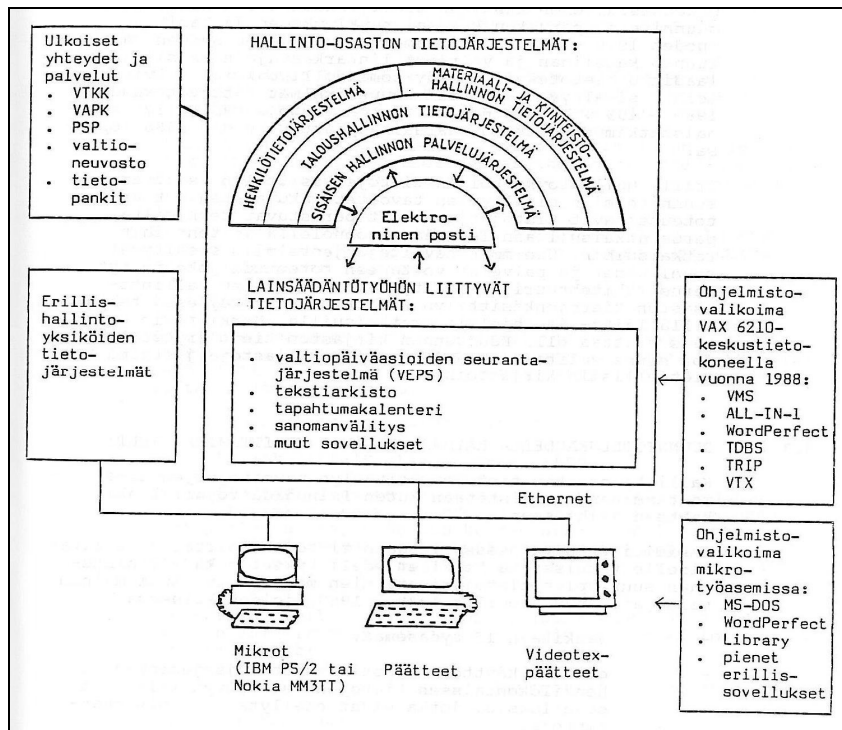 Ulkoiset
yhteydet ja
palvelut
. VTKK
. VAPK
. PSP
. valtio-
neuvosto
. tieto-
pankit
HALLINTO-OSASTON TIETOJÄRJESTELMÄT:
HENKILÖTIETOJÄRJESTELMÄ
MATERIAALI- JA KIINTEISTÖ-
HALLINNON TIETOJÄRJESTELMÄ
TALOUSHALLINNON TIETOJÄRJESTELMÄ
SISÄISEN HALLINNON PALVELUJÄRJESTELMÄ
Elektro-
ninen posti
LAINSÄÄDÄNTÖTYÖHÖN LIITTYVÄT
TIETOJÄRJESTELMÄT:
. valtiopäiväasioiden seuranta-
järjestelmä (VEPS)
. tekstiarkisto
. tapahtumakalenteri
. sanomanvälitys
. muut sovellukset
Erillis-
hallinto-
yksiköiden
tieto-
järjestelmät
Ohjelmisto-
valikoima
VAX 6210-
keskustieto-
koneella
vuonna 1988:
. VMS
. ALL-IN-1
. WordPerfect
. TDBS
. TRIP
. VTX
Ethernet
Mikrot
(IBM PS/2 tai
Nokia MM3TT)
Päätteet
Videotex-
päätteet
Ohjelmisto-
valikoima
mikro-
työasemissa:
. MS-DOS
. WordPerfect
. Library
. pienet
erillis-
sovellukset